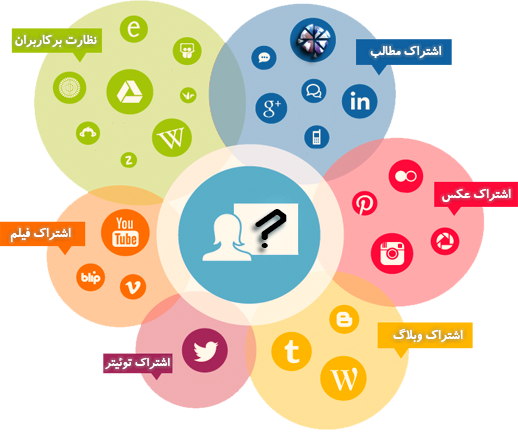 نظارت برکاربران
اشتراک مطالب
e
g+
in
W
z
اشتراک عکس
اشتراک فیلم
You
Tube
blip
v
?
اشتراک وبلاگ
B
t
W
اشتراک توئیتر